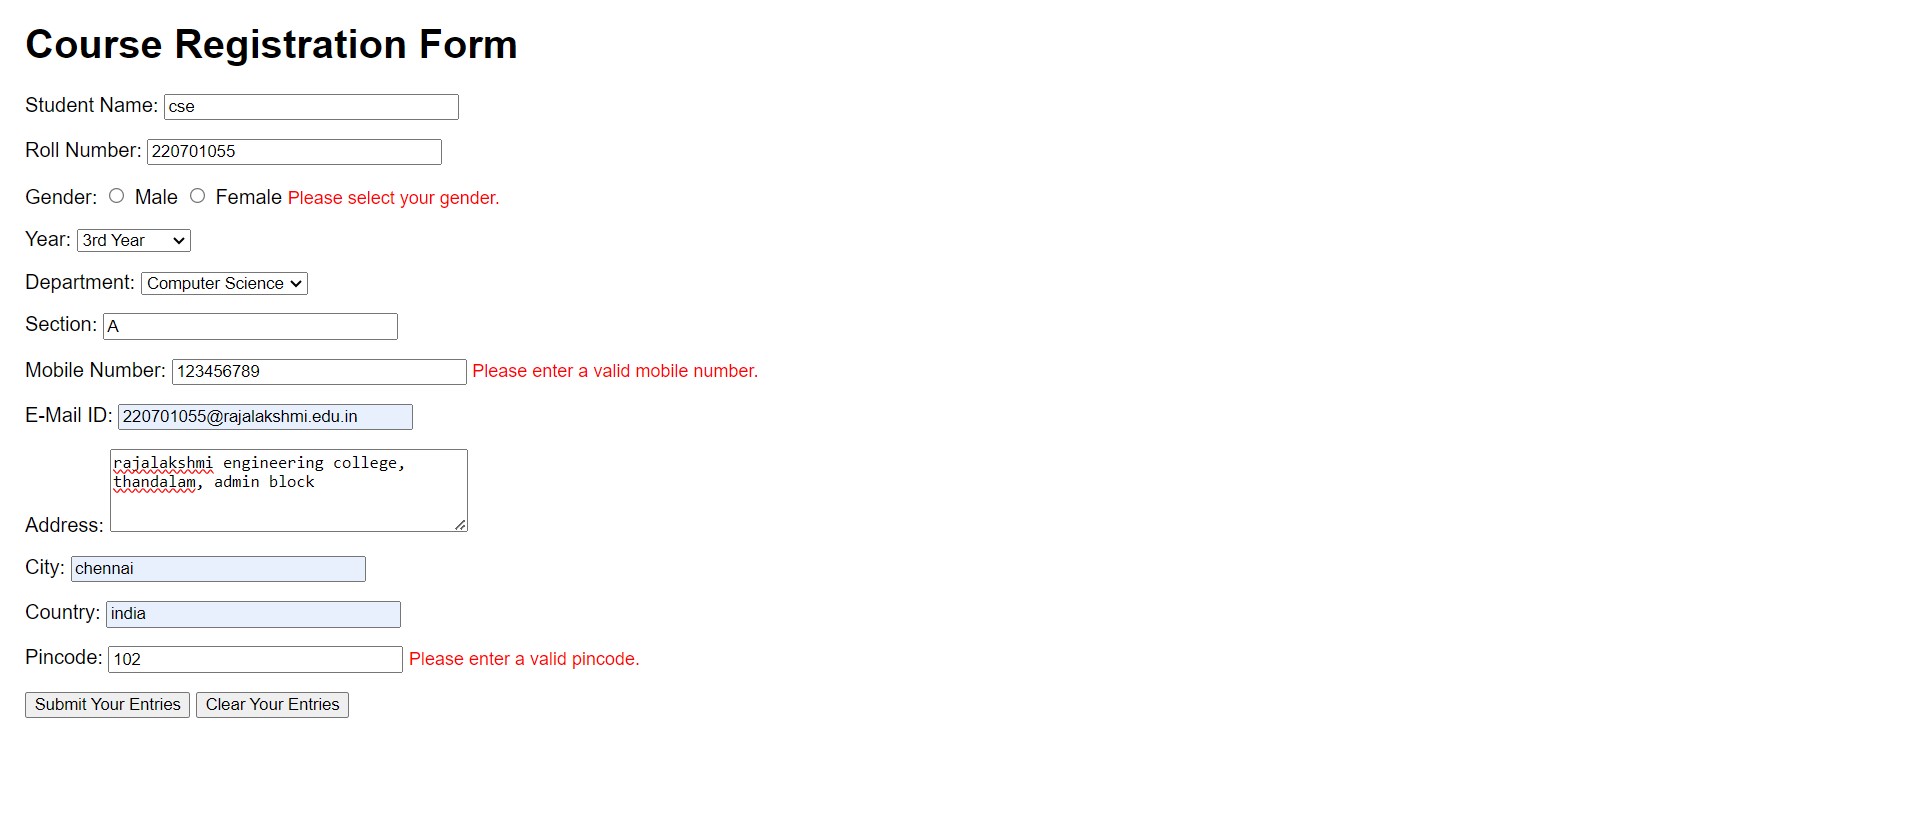 Course Registration Form
Student Name: cse
Roll Number: 220701055
Gender: Male Female Please select your gender.
Year: 3rd Year
Department: Computer Science
Section: A
Mobile Number: 123456789 Please enter a valid mobile number.
E-Mail ID: 220701055@rajalakshmi.edu.in
rajalakshmi engineering college,
thandalam, admin block
Address:
City: chennai
Country: india
Pincode: 102 Please enter a valid pincode.
Submit Your Entries Clear Your Entries